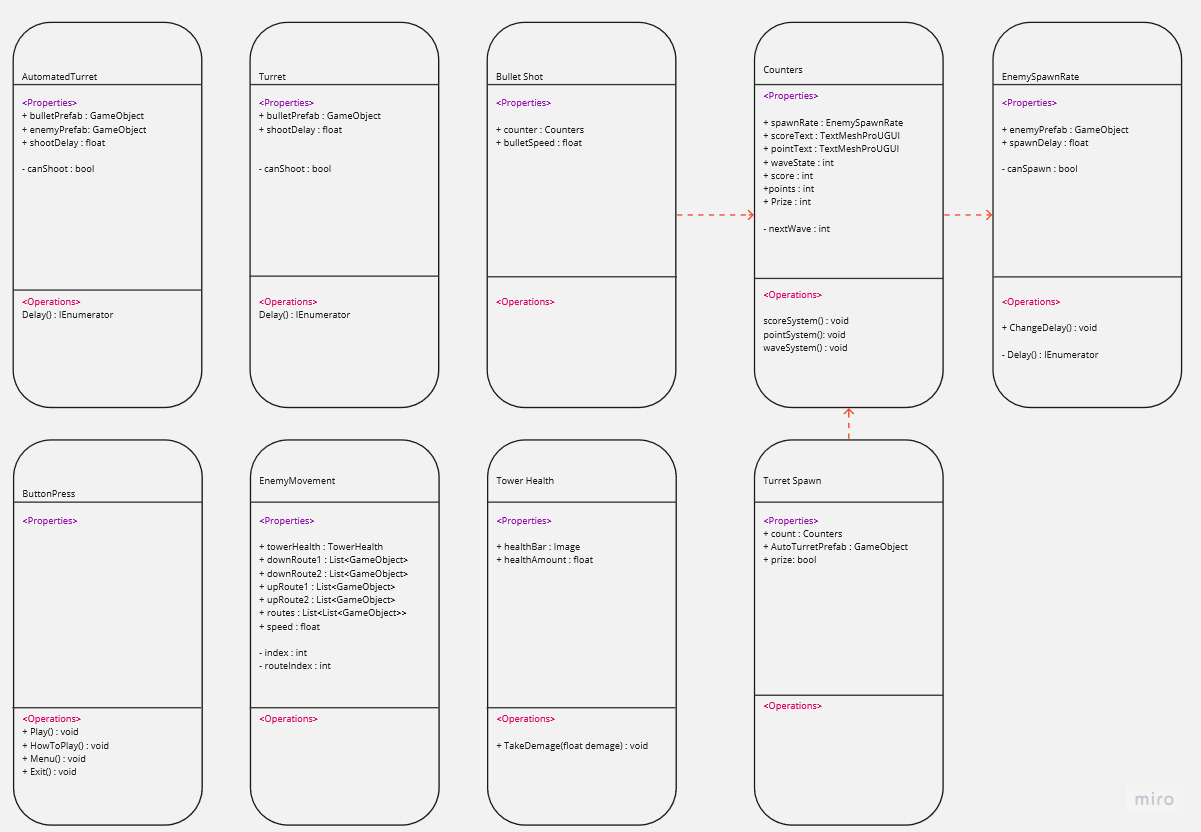 AutomatedTurret
<Properties>
+ bulletPrefab : GameObject
+ enemyPrefab: GameObject
+ shootDelay : float
- canShoot : bool
<Operations>
Delay() : IEnumerator
Turret
<Properties>
+ bulletPrefab : GameObject
+ shootDelay : float
- canShoot : bool
<Operations>
Delay() : IEnumerator
Bullet Shot
<Properties>
+ counter : Counters
+ bulletSpeed : float
<Operations>
Counters
<Properties>
+ spawnRate : EnemySpawnRate
+ scoreText : TextMeshProUGUI
+ pointText : TextMeshProUGUI
+ waveState : int
+ score : int
+points : int
+ Prize : int
- nextWave : int
<Operations>
scoreSystem() : void
pointSystem(): void
waveSystem() : void
EnemySpawnRate
<Properties>
+ enemyPrefab : GameObject
+ spawnDelay : float
- canSpawn : bool
<Operations>
+ ChangeDelay() : void
- Delay() : IEnumerator
ButtonPress
<Properties>
<Operations>
+ Play() : void
+ HowToPlay() : void
+ Menu() : void
+ Exit() : void
EnemyMovement
<Properties>
+ towerHealth : TowerHealth
+ downRoute1 : List<GameObject>
+ downRoute2 : List<GameObject>
+ upRoute1 : List<GameObject>
+ upRoute2 : List<GameObject>
+ routes : List<List<GameObject>>
+ speed : float
- index : int
- routeIndex : int
<Operations>
Tower Health
<Properties>
+ healthBar : Image
+ healthAmount : float
<Operations>
+ TakeDemage(float demage) : void
Turret Spawn
<Properties>
+ count : Counters
+ AutoTurretPrefab : GameObject
+ prize: bool
<Operations>
miro